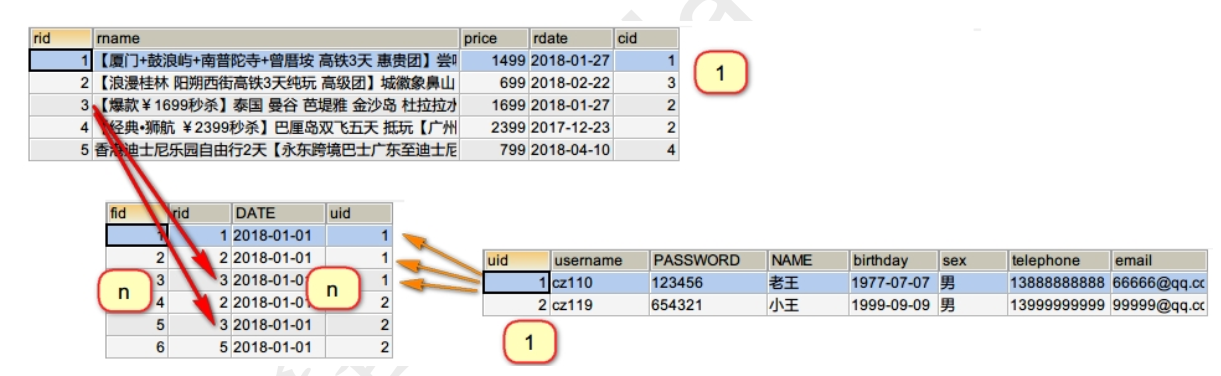 rid rname price rdate cid
1 【厦门+鼓浪屿+南普陀寺+曾厝垵 高铁3天 惠贵团】尝 1499 2018-01-27 1
2 【浪漫桂林 阳朔西街高铁3天纯玩 高级团】城徽象鼻山 699 2018-02-22 3
3 【爆款¥1699秒杀】泰国 曼谷 芭堤雅 金沙岛 杜拉拉 1699 2018-01-27 2
4 【经典•狮航 ¥2399秒杀】巴厘岛双飞五天 抵玩【广州 2399 2017-12-23 2
5 香港迪士尼乐园自由行2天【永东跨境巴士广东至迪士尼 799 2018-04-10 4
1
fid rid DATE uid
1 1 2018-01-01 1
2 2 2018-01-01 1
3 3 2018-01-01 1
4 2 2018-01-01 2
5 3 2018-01-01 2
6 5 2018-01-01 2
n
n
uid username PASSWORD NAME birthday sex telephone email
1 cz110 123456 老王 1977-07-07 男 13888888888 66666@qq.cc
2 cz119 654321 小王 1999-09-09 男 13999999999 99999@qq.cc
1